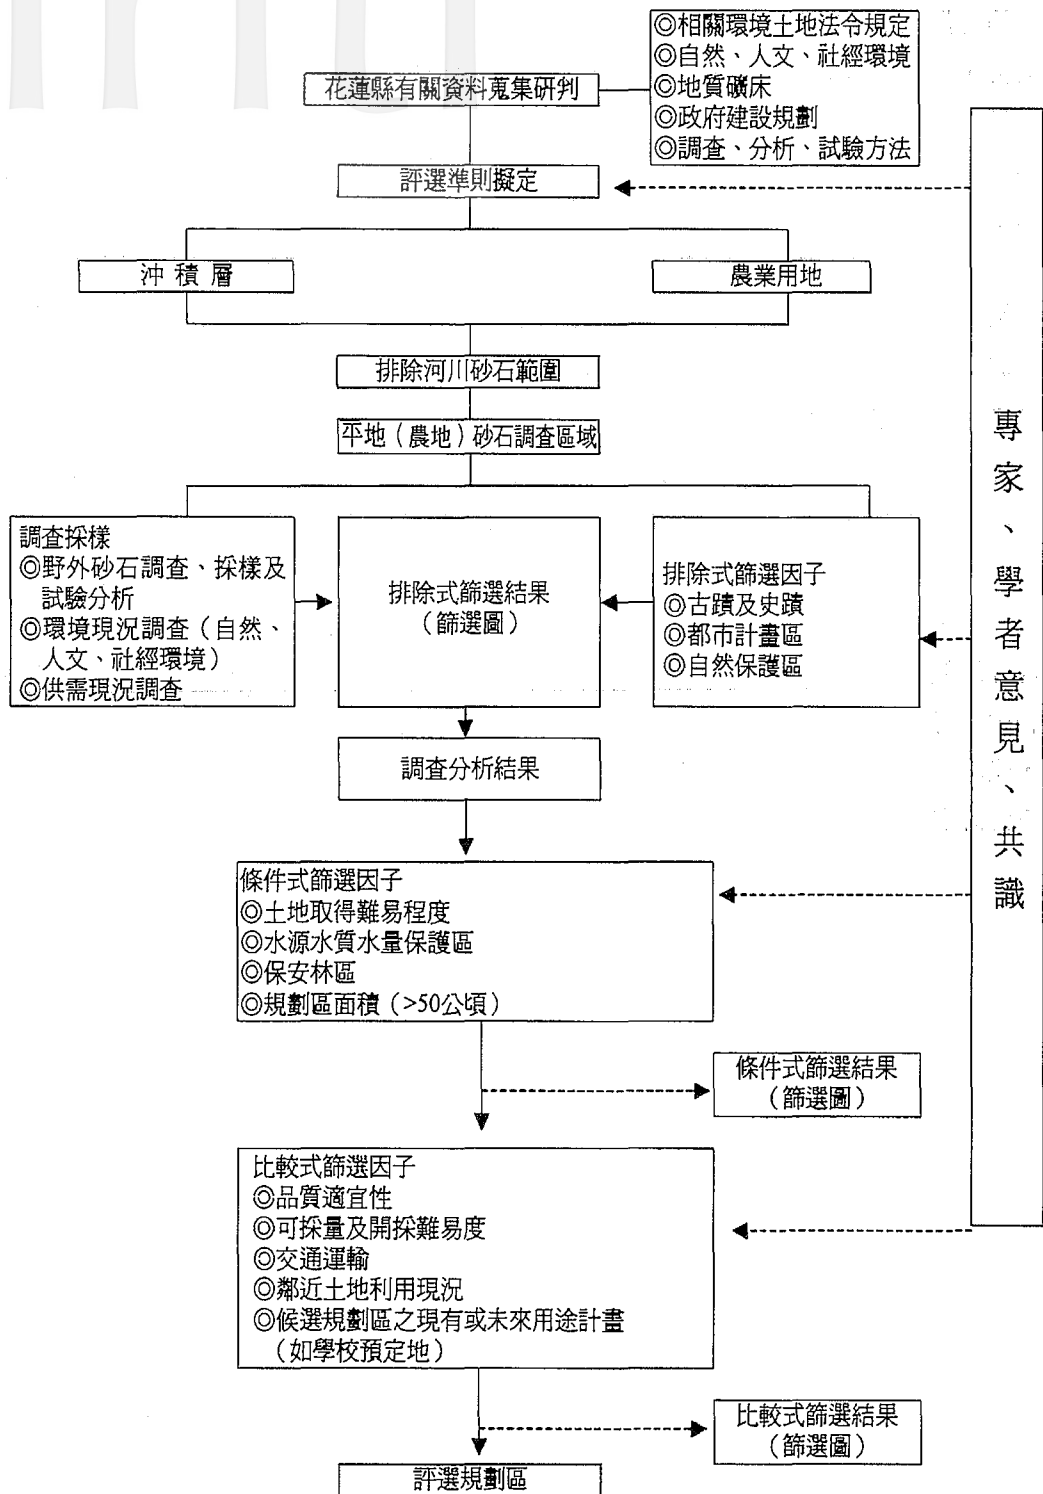 ◎相關環境土地法令規定
◎自然、人文、社經環境
◎地質礦床
◎政府建設規劃
◎調查、分析、試驗方法
花蓮縣有關資料蒐集研判
評選準則擬定
沖積層
農業用地
排除河川砂石範圍
平地（農地）砂石調查區域
調查採樣
◎野外砂石調查、採樣及
試驗分析
◎環境現況調查（自然、
人文、社經環境）
◎供需現況調查
排除式篩選結果
（篩選圖）
排除式篩選因子
◎古蹟及史蹟
◎都市計畫區
◎自然保護區
調查分析結果
條件式篩選因子
◎土地取得難易程度
◎水源水質水量保護區
◎保安林區
◎規劃區面積（>50公頃）
條件式篩選結果
（篩選圖）
比較式篩選因子
◎品質適宜性
◎可採量及開採難易度
◎交通運輸
◎鄰近土地利用現況
◎候選規劃區之現有或未來用途計畫
（如學校預定地）
比較式篩選結果
（篩選圖）
評選規劃區
專家、學者意見、共識